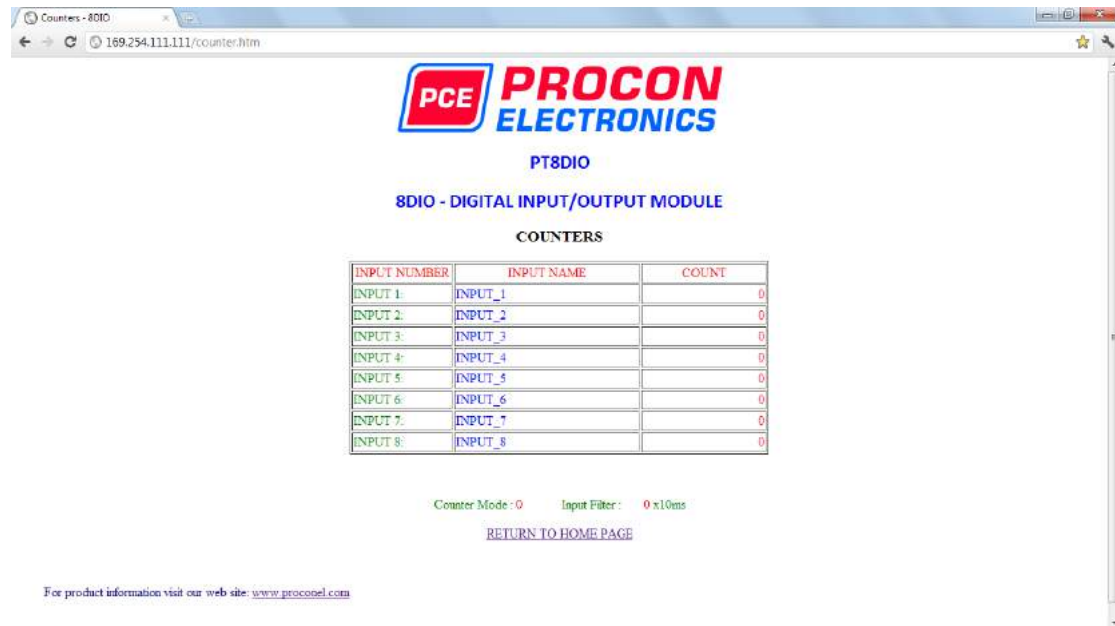 Counters - 8DIO
169.254.111.111/counter.htm
PCE PROCON
ELECTRONICS
PT8DIO
8DIO - DIGITAL INPUT/OUTPUT MODULE
COUNTERS
INPUT NUMBER INPUT NAME COUNT
INPUT 1: INPUT_1 0
INPUT 2: INPUT_2 0
INPUT 3: INPUT_3 0
INPUT 4: INPUT_4 0
INPUT 5: INPUT_5 0
INPUT 6: INPUT_6 0
INPUT 7: INPUT_7 0
INPUT 8: INPUT_8 0
Counter Mode : 0 Input Filter : 0 x10ms
RETURN TO HOME PAGE
For product information visit our web site: www.proconel.com